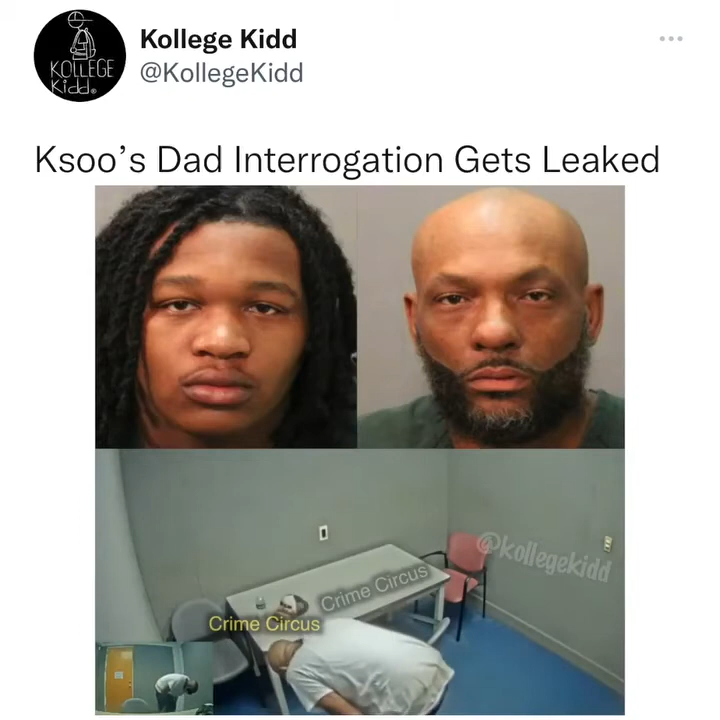 Kollege Kidd
@KollegeKidd
KOLLEGE
Kidd
Ksoo's Dad Interrogation Gets Leaked
@kollegekidd
Crime Circus
Crime Circus